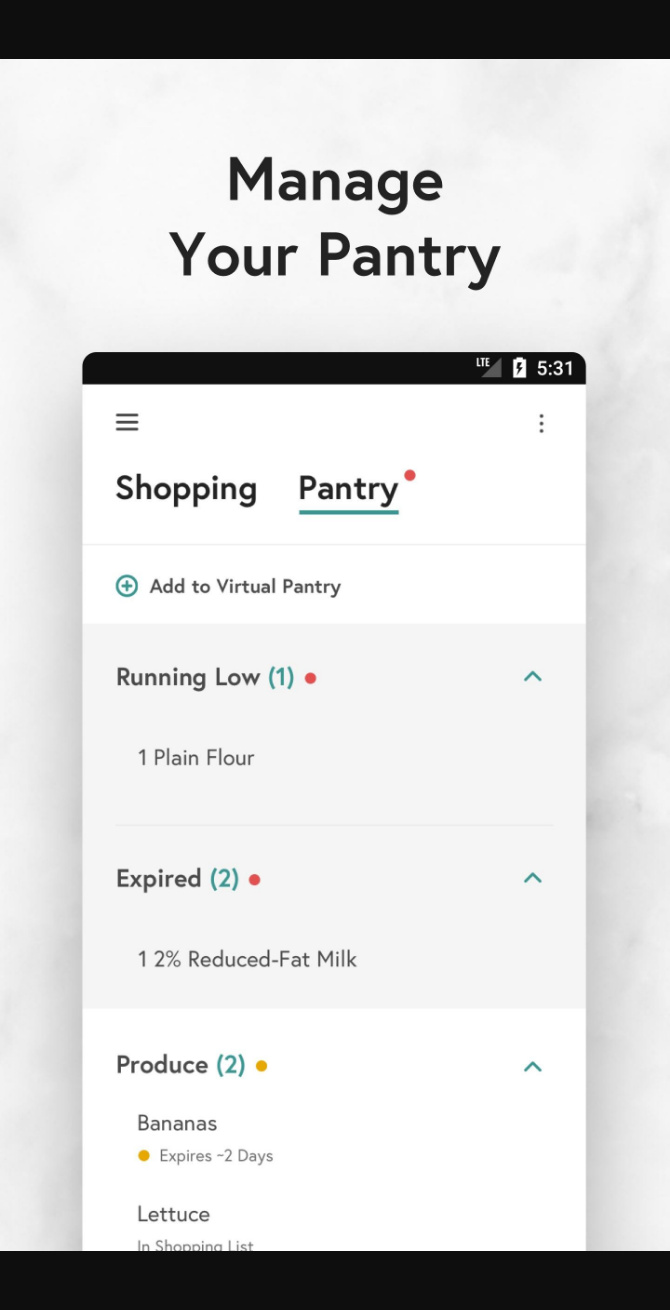 Manage
Your Pantry
LTE 5:31
Shopping Pantry
Add to Virtual Pantry
Running Low (1)
1 Plain Flour
Expired (2)
1 2% Reduced-Fat Milk
Produce (2)
Bananas
Expires ~2 Days
Lettuce
In Shopping List